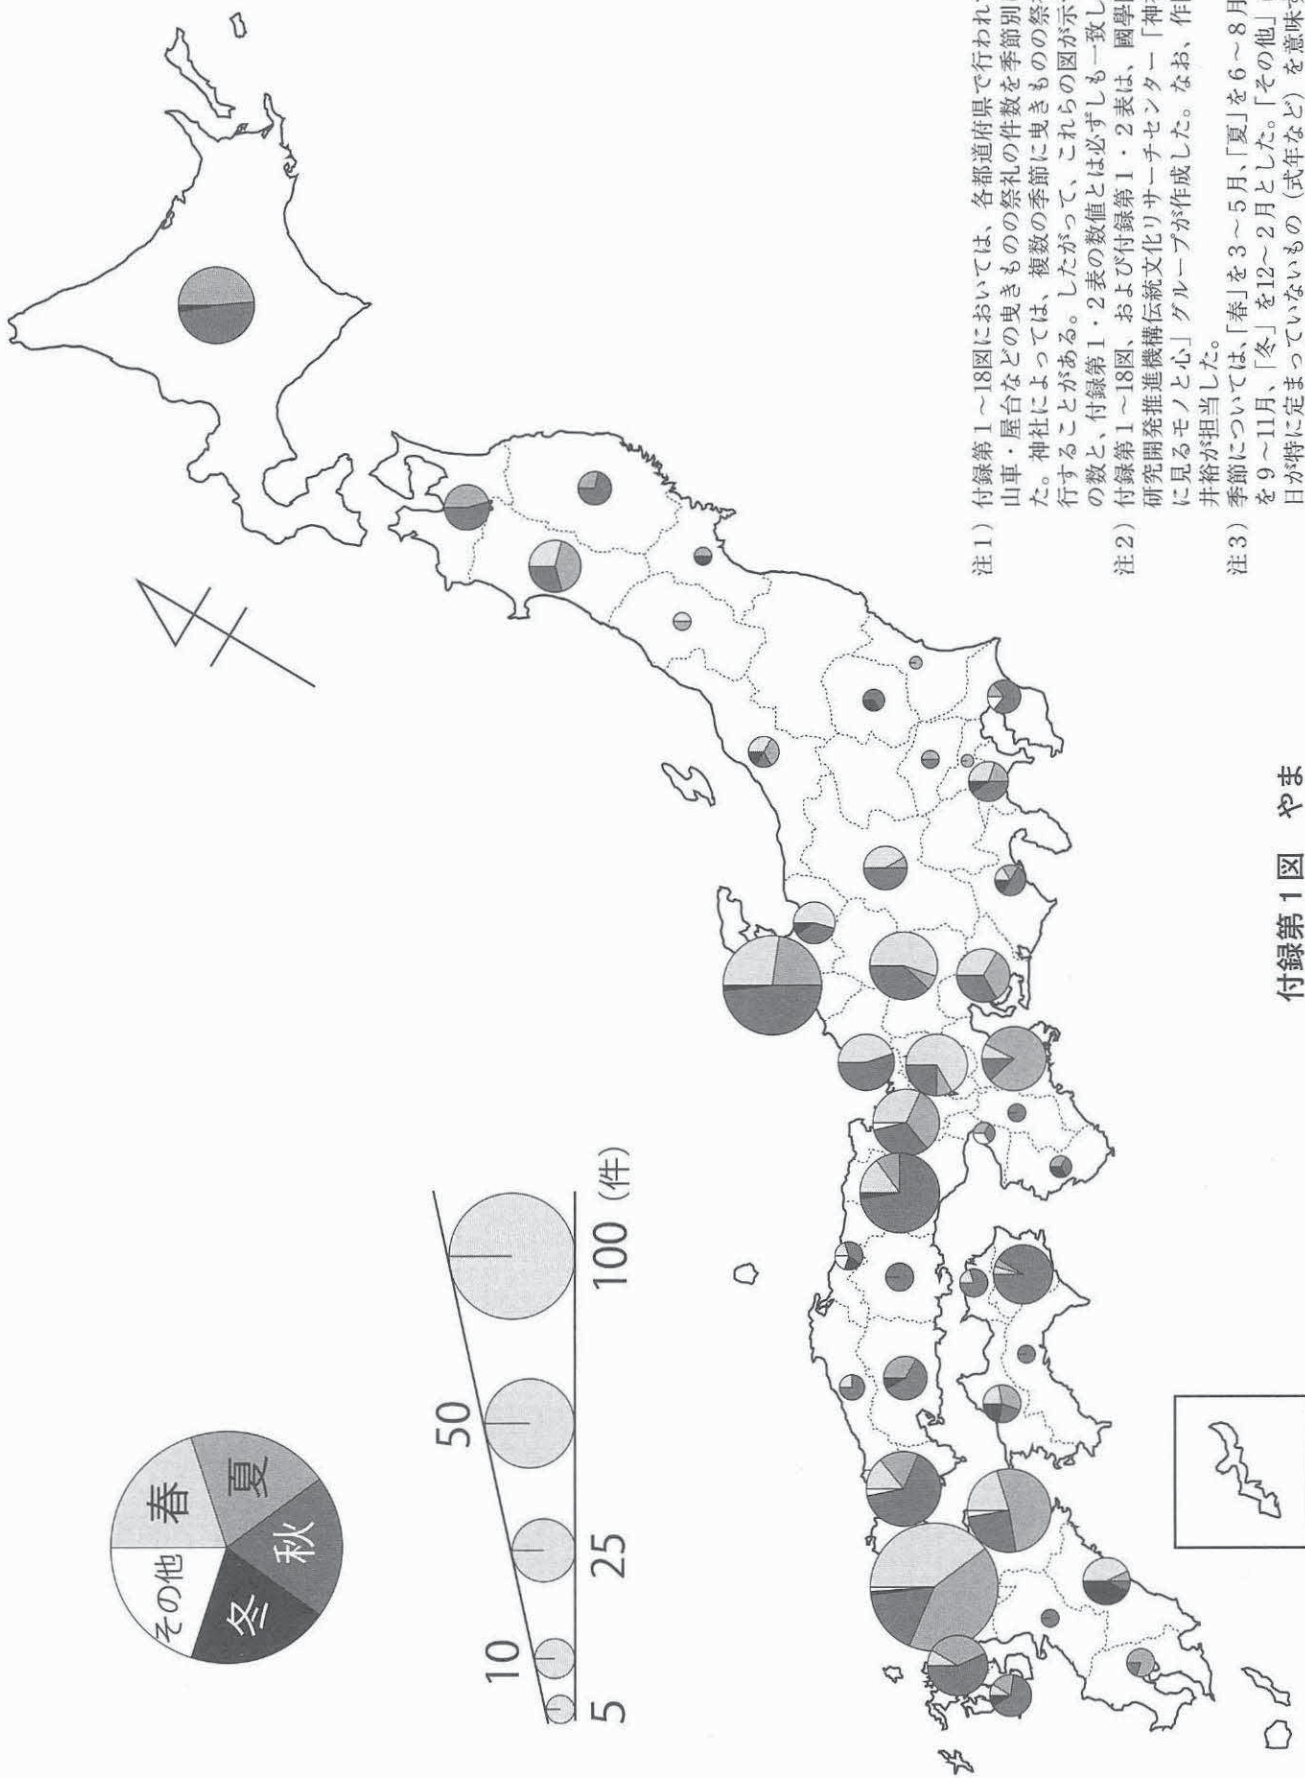 春
夏
秋
冬
その他
5
10
25
50
100 (件)
注1) 付録第1～18図においては、各都道府県で行われ
山車・屋台などの曳きものの祭礼の件数を季節別
た。神社によっては、複数の季節に曳きものの祭
行することがある。したがって、これらの図が示
の数と、付録第1・2表の数値とは必ずしも一致し
注2) 付録第1～18図、および付録第1・2表は、國學
研究開発推進機構伝統文化リサーチセンター「神
に見るモノと心」グループが作成した。なお、作
井裕が担当した。
注3) 季節については、「春」を3～5月、「夏」を6～8月
を9～11月、「冬」を12～2月とした。「その他」
日が特に定まっていないもの（式年など）を意味
付録第1図　やま